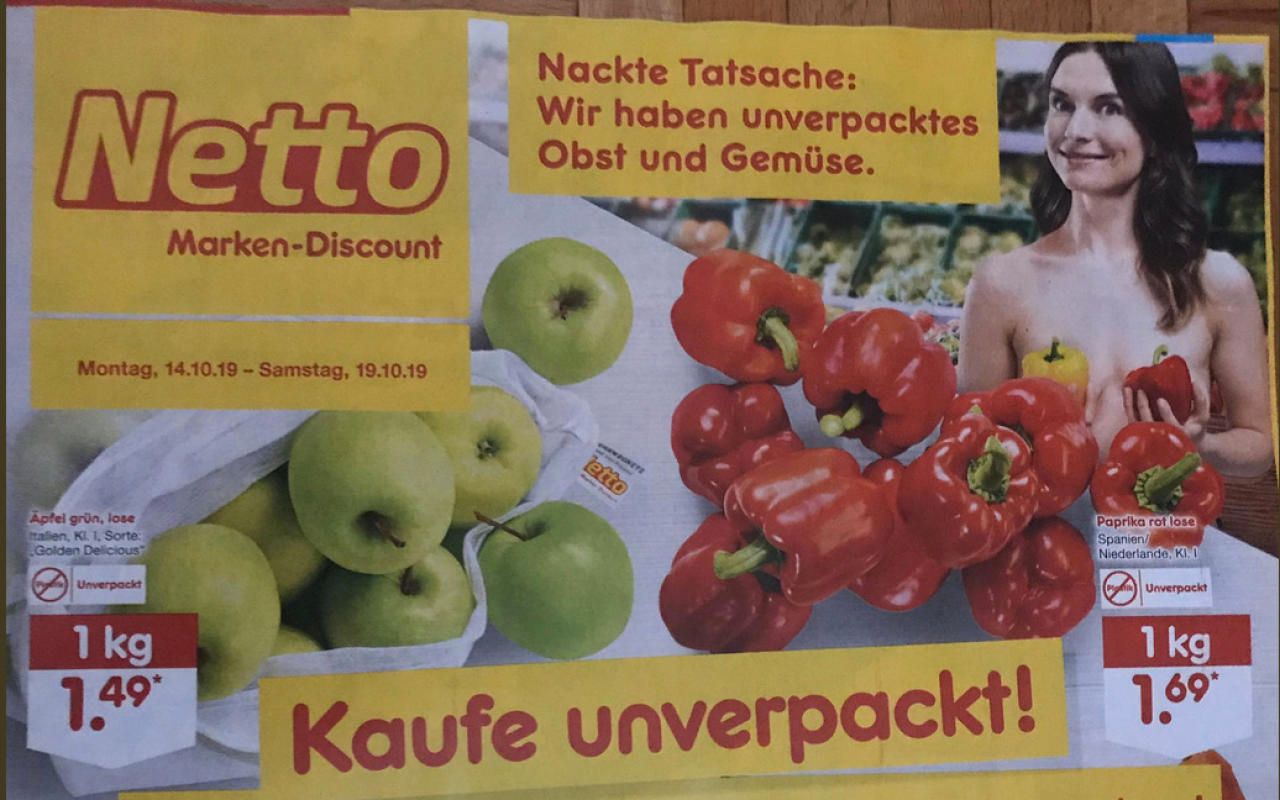 Netto
Marken-Discount
Montag, 14.10.19 – Samstag, 19.10.19
Nackte Tatsache:
Wir haben unverpacktes
Obst und Gemüse.
Netto
Äpfel grün, lose
Italien, Kl. I, Sorte:
„Golden Delicious"
Plastik
Unverpackt
1 kg
1.49*
Paprika rot lose
Spanien/
Niederlande, Kl. I
Plastik
Unverpackt
1 kg
1.69*
Kaufe unverpackt!